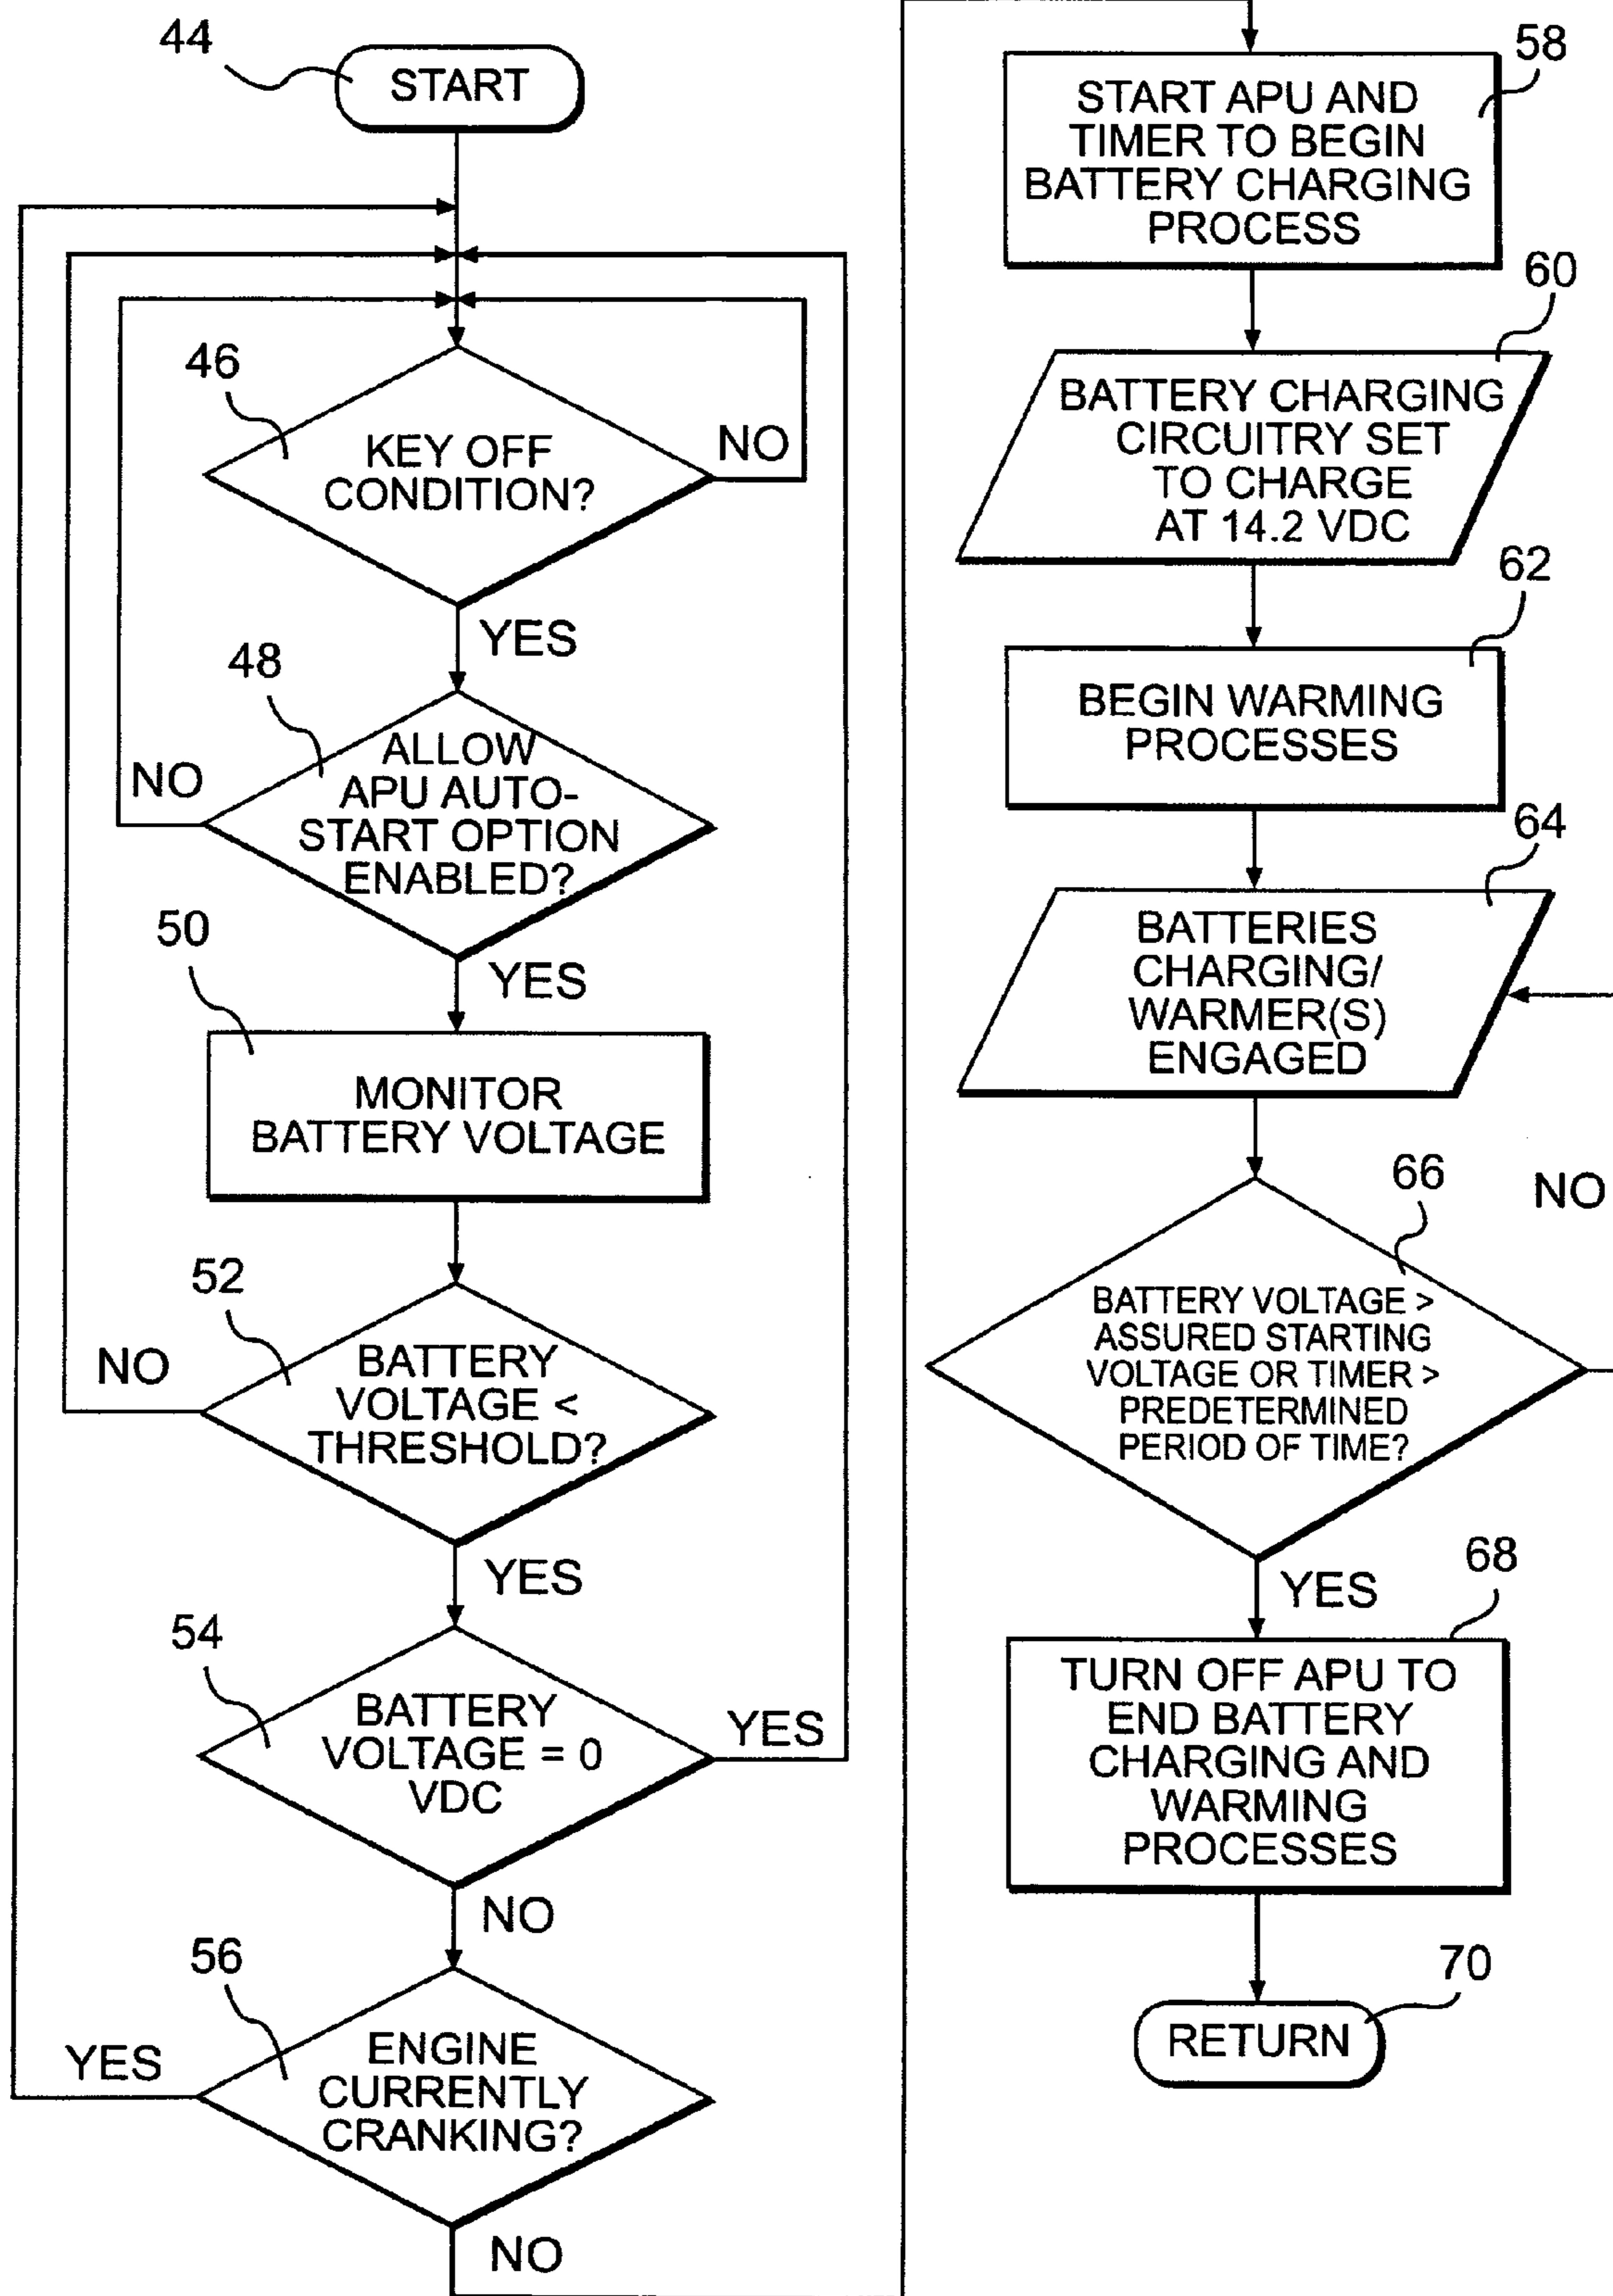 44
START
46
KEY OFF
CONDITION?
NO
YES
48
ALLOW
APU AUTO-
START OPTION
ENABLED?
NO
YES
50
MONITOR
BATTERY VOLTAGE
52
BATTERY
VOLTAGE <
THRESHOLD?
NO
YES
54
BATTERY
VOLTAGE = 0
VDC
YES
NO
56
ENGINE
CURRENTLY
CRANKING?
YES
NO
58
START APU AND
TIMER TO BEGIN
BATTERY CHARGING
PROCESS
60
BATTERY CHARGING
CIRCUITRY SET
TO CHARGE
AT 14.2 VDC
62
BEGIN WARMING
PROCESSES
64
BATTERIES
CHARGING/
WARMER(S)
ENGAGED
66
NO
BATTERY VOLTAGE >
ASSURED STARTING
VOLTAGE OR TIMER >
PREDETERMINED
PERIOD OF TIME?
YES
68
TURN OFF APU TO
END BATTERY
CHARGING AND
WARMING
PROCESSES
70
RETURN